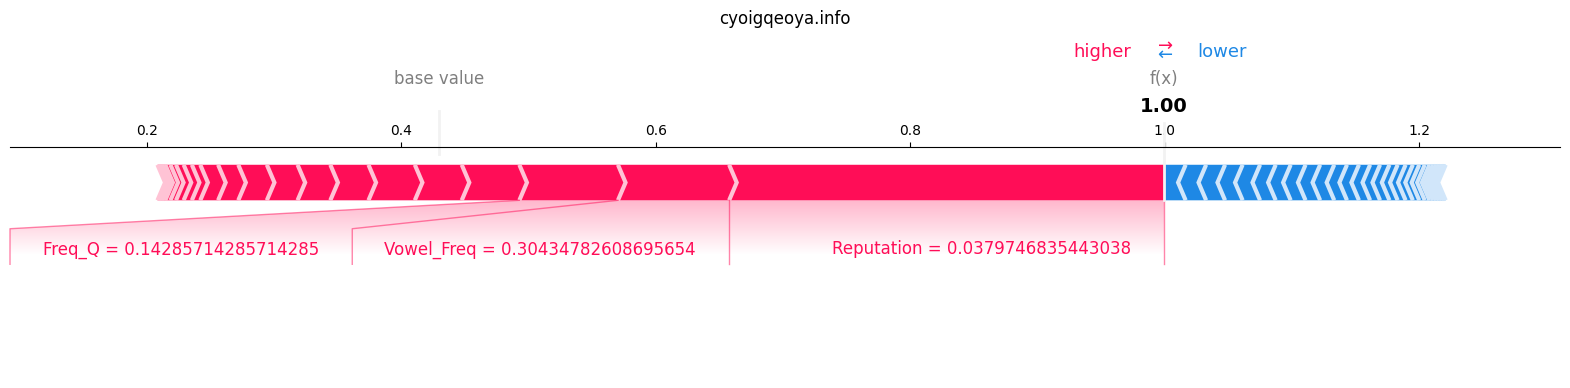 cyoigqeoya.info
higher ⇄ lower
base value
f(x)
1.00
0.2 0.4 0.6 0.8 1.0 1.2
Freq_Q = 0.14285714285714285
Vowel_Freq = 0.30434782608695654
Reputation = 0.0379746835443038